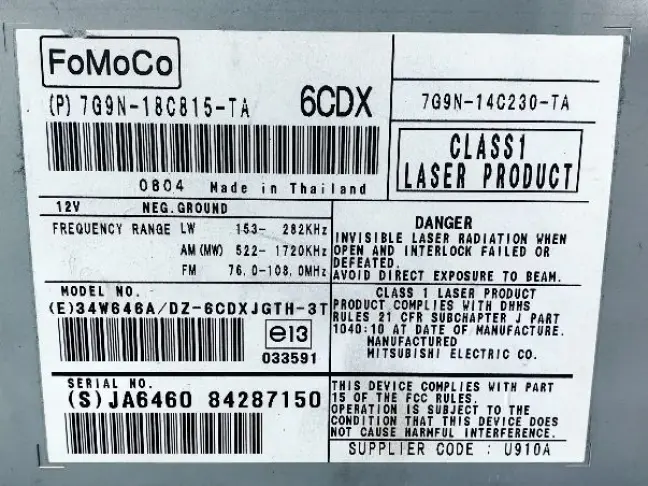 FoMoCo
(P) 7G9N-18C815-TA 6CDX
0804 Made in Thailand
7G9N-14C230-TA
CLASS1
LASER PRODUCT
12V NEG.GROUND
FREQUENCY RANGE LW 153- 282KHz
AM (MW) 522- 1720KHz
FM 76.0-108.0MHz
DANGER
INVISIBLE LASER RADIATION WHEN
OPEN AND INTERLOCK FAILED OR
DEFEATED.
AVOID DIRECT EXPOSURE TO BEAM.
MODEL NO.
(E)34W646A/DZ-6CDXJGTH-3T
e13
033591
CLASS 1 LASER PRODUCT
PRODUCT COMPLIES WITH DHHS
RULES 21 CFR SUBCHAPTER J PART
1040:10 AT DATE OF MANUFACTURE.
MANUFACTURED
MITSUBISHI ELECTRIC CO.
SERIAL NO.
(S)JA6460 84287150
THIS DEVICE COMPLIES WITH PART
15 OF THE FCC RULES.
OPERATION IS SUBJECT TO THE
CONDITION THAT THIS DEVICE DOES
NOT CAUSE HARMFUL INTERFERENCE.
SUPPLIER CODE : U910A